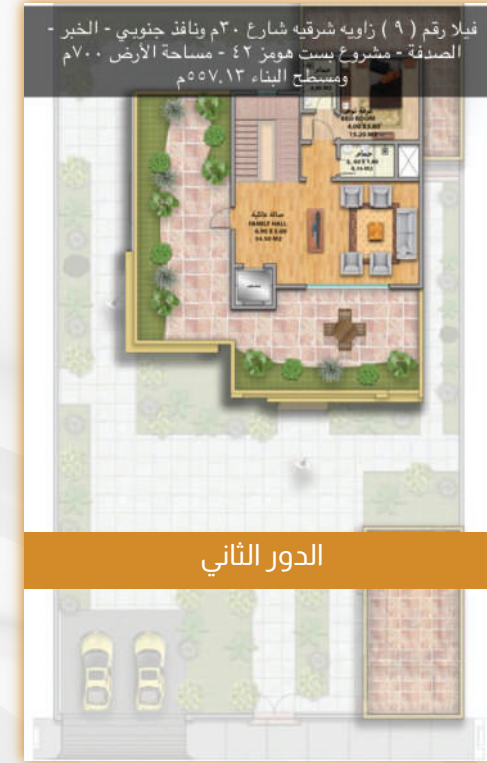 فيلا رقم ( ٩ ) زاويه شرقيه شارع ٣٠م ونافذ جنوبي - الخبر -
الصدفة - مشروع بست هومز ٤٢ - مساحة الأرض ٧٠٠م
ومسطح البناء ٥٥٧,١٣م
BED ROOM
حمام
صالة عائلية
FAMILY HALL
الدور الثاني